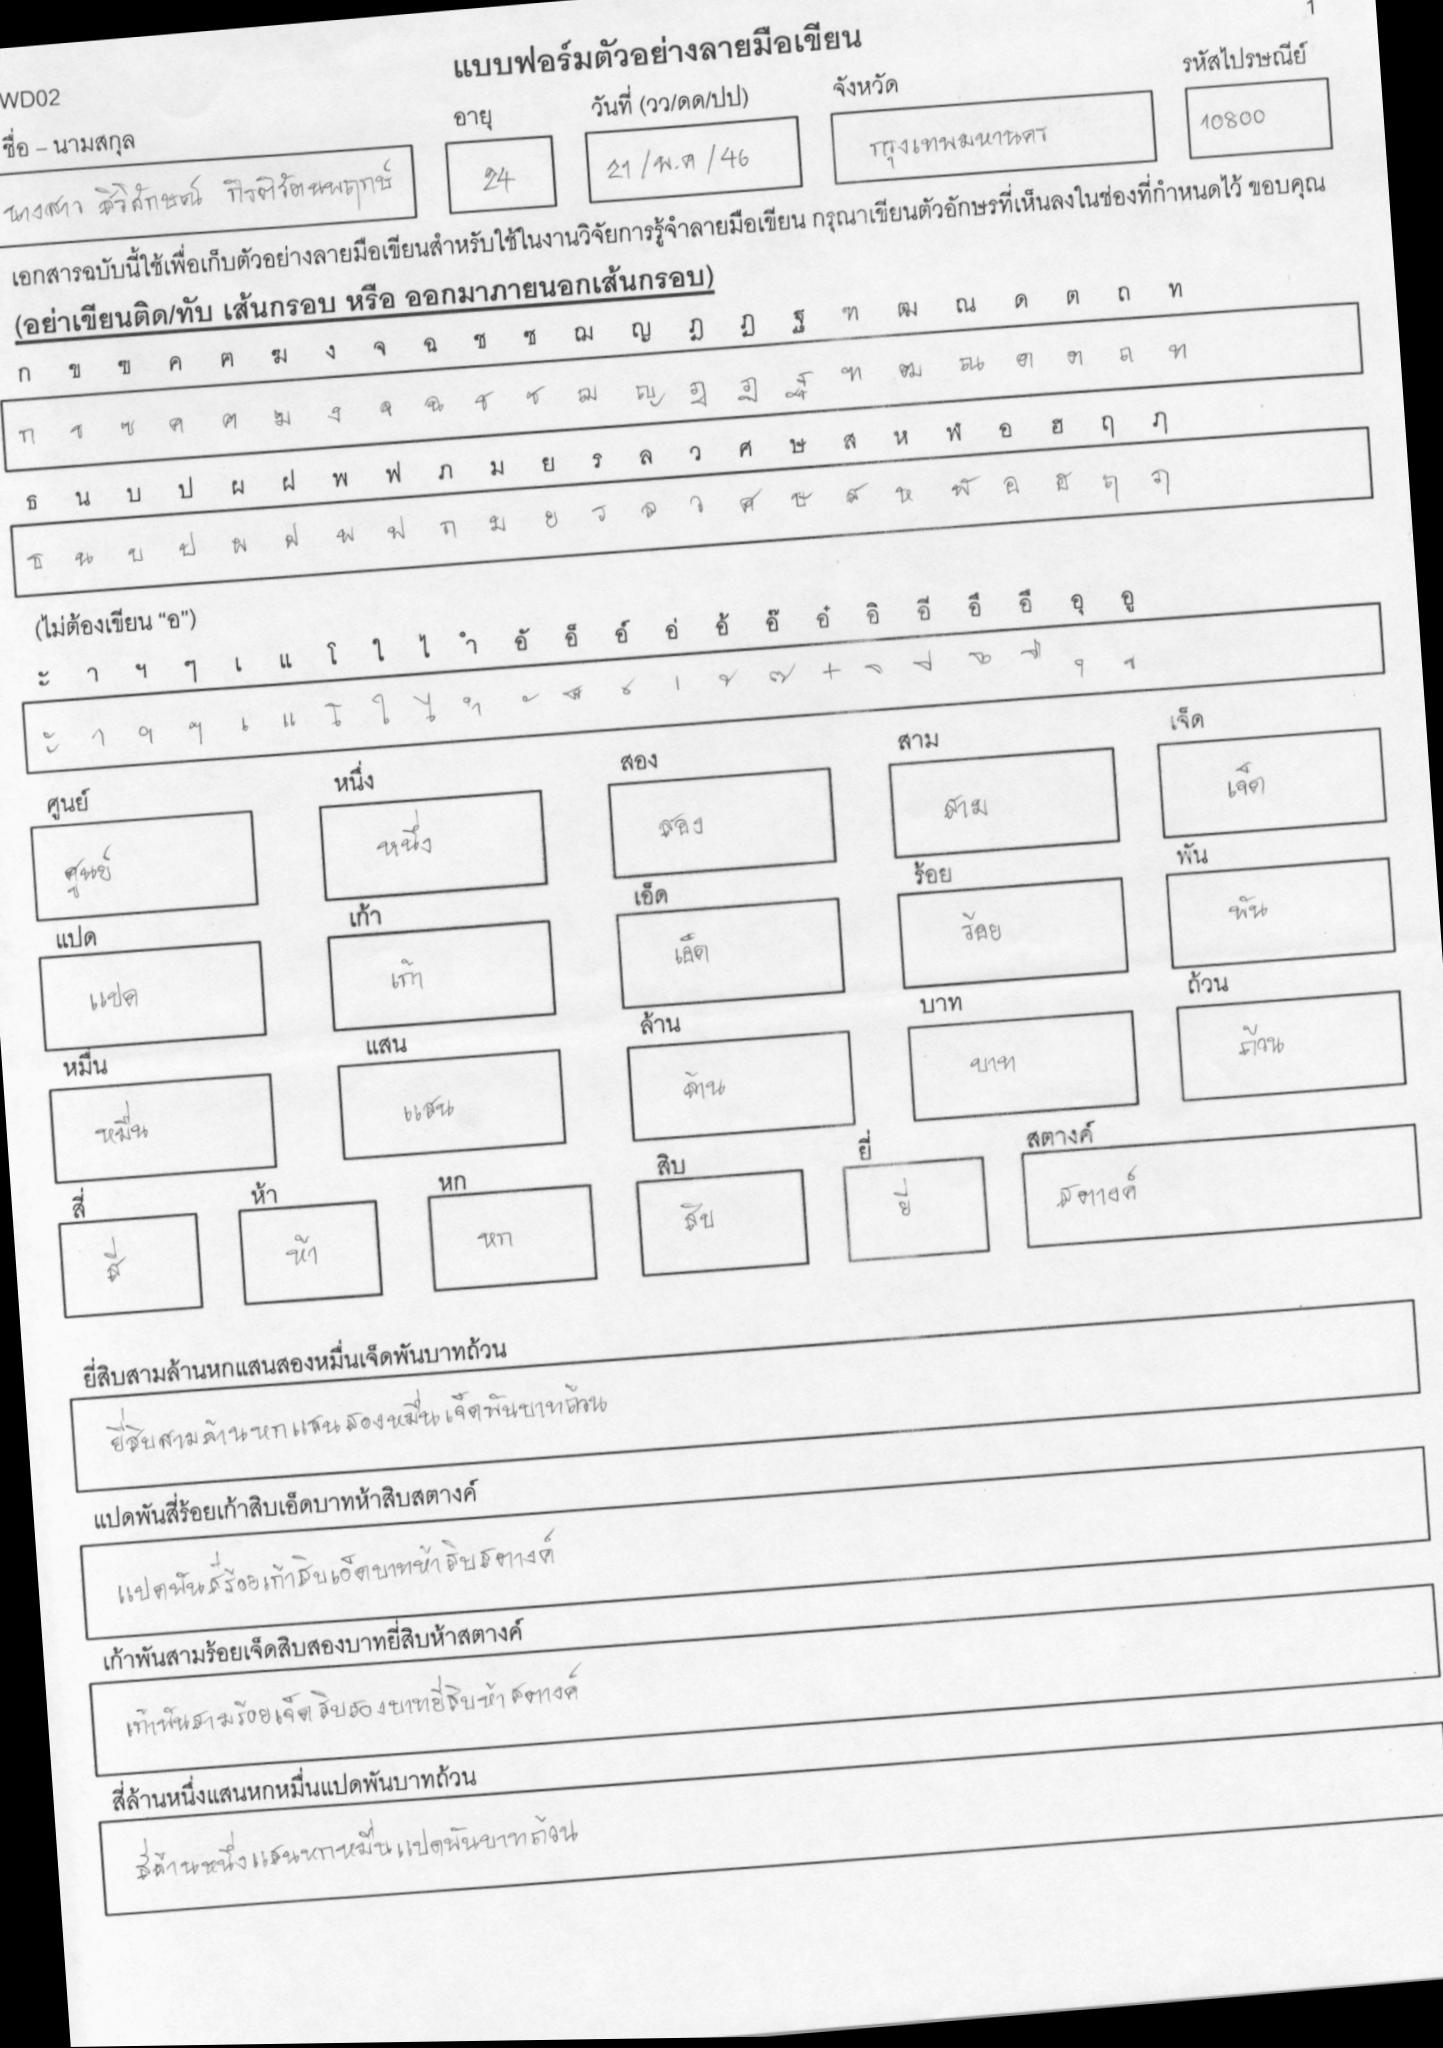 1
แบบฟอร์มตัวอย่างลายมือเขียน
WD02
ชื่อ – นามสกุล อายุ วันที่ (วว/ดด/ปป) จังหวัด รหัสไปรษณีย์
นางสาว สิริลักษณ์ กีรติรัตนพฤกษ์ 24 21 / พ.ค / 46 กรุงเทพมหานคร 10800
เอกสารฉบับนี้ใช้เพื่อเก็บตัวอย่างลายมือเขียนสำหรับใช้ในงานวิจัยการรู้จำลายมือเขียน กรุณาเขียนตัวอักษรที่เห็นลงในช่องที่กำหนดไว้ ขอบคุณ
(อย่าเขียนติด/ทับ เส้นกรอบ หรือ ออกมาภายนอกเส้นกรอบ)
ก ข ฃ ค ฅ ฆ ง จ ฉ ช ซ ฌ ญ ฎ ฏ ฐ ฑ ฒ ณ ด ต ถ ท
ก ข ฃ ค ฅ ฆ ง จ ฉ ช ซ ฌ ญ ฎ ฏ ฐ ฑ ฒ ณ ด ต ถ ท
ธ น บ ป ผ ฝ พ ฟ ภ ม ย ร ล ว ศ ษ ส ห ฬ อ ฮ ฤ ฦ
ธ น บ ป ผ ฝ พ ฟ ภ ม ย ร ล ว ศ ษ ส ห ฬ อ ฮ ฤ ฦ
(ไม่ต้องเขียน “อ”)
ะ า ฯ ๆ เ แ โ ใ ไ ำ อั อ็ อ์ อ่ อ้ อ๊ อ๋ อิ อี อึ อื อุ อู
ะ า ฯ ๆ เ แ โ ใ ไ ำ ั ็ ์ ่ ้ ๊ ๋ ิ ี ึ ื ุ ู
ศูนย์ หนึ่ง สอง สาม เจ็ด
ศูนย์ หนึ่ง สอง สาม เจ็ด
แปด เก้า เอ็ด ร้อย พัน
แปด เก้า เอ็ด ร้อย พัน
หมื่น แสน ล้าน บาท ถ้วน
หมื่น แสน ล้าน บาท ถ้วน
สี่ ห้า หก สิบ ยี่ สตางค์
สี่ ห้า หก สิบ ยี่ สตางค์
ยี่สิบสามล้านหกแสนสองหมื่นเจ็ดพันบาทถ้วน
ยี่สิบสามล้านหกแสนสองหมื่นเจ็ดพันบาทถ้วน
แปดพันสี่ร้อยเก้าสิบเอ็ดบาทห้าสิบสตางค์
แปดพันสี่ร้อยเก้าสิบเอ็ดบาทห้าสิบสตางค์
เก้าพันสามร้อยเจ็ดสิบสองบาทยี่สิบห้าสตางค์
เก้าพันสามร้อยเจ็ดสิบสองบาทยี่สิบห้าสตางค์
สี่ล้านหนึ่งแสนหกหมื่นแปดพันบาทถ้วน
สี่ล้านหนึ่งแสนหกหมื่นแปดพันบาทถ้วน